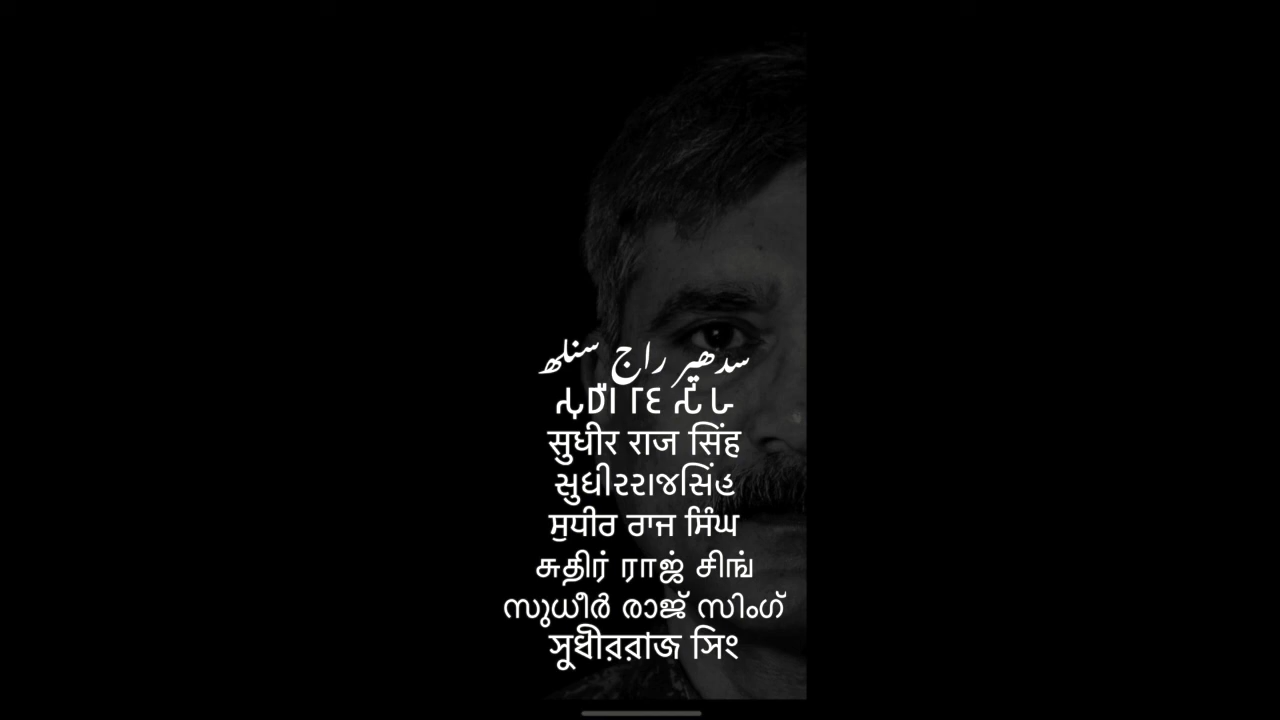 سدھیر راج سنلھ
सुधीर राज सिंह
સુધીરરાજસિંહ
ਸੁਧੀਰ ਰਾਜ ਸਿੰਘ
சுதிர் ராஜ் சிங்
സുധീർ രാജ് സിംഗ്
সুধীররাজ সিং